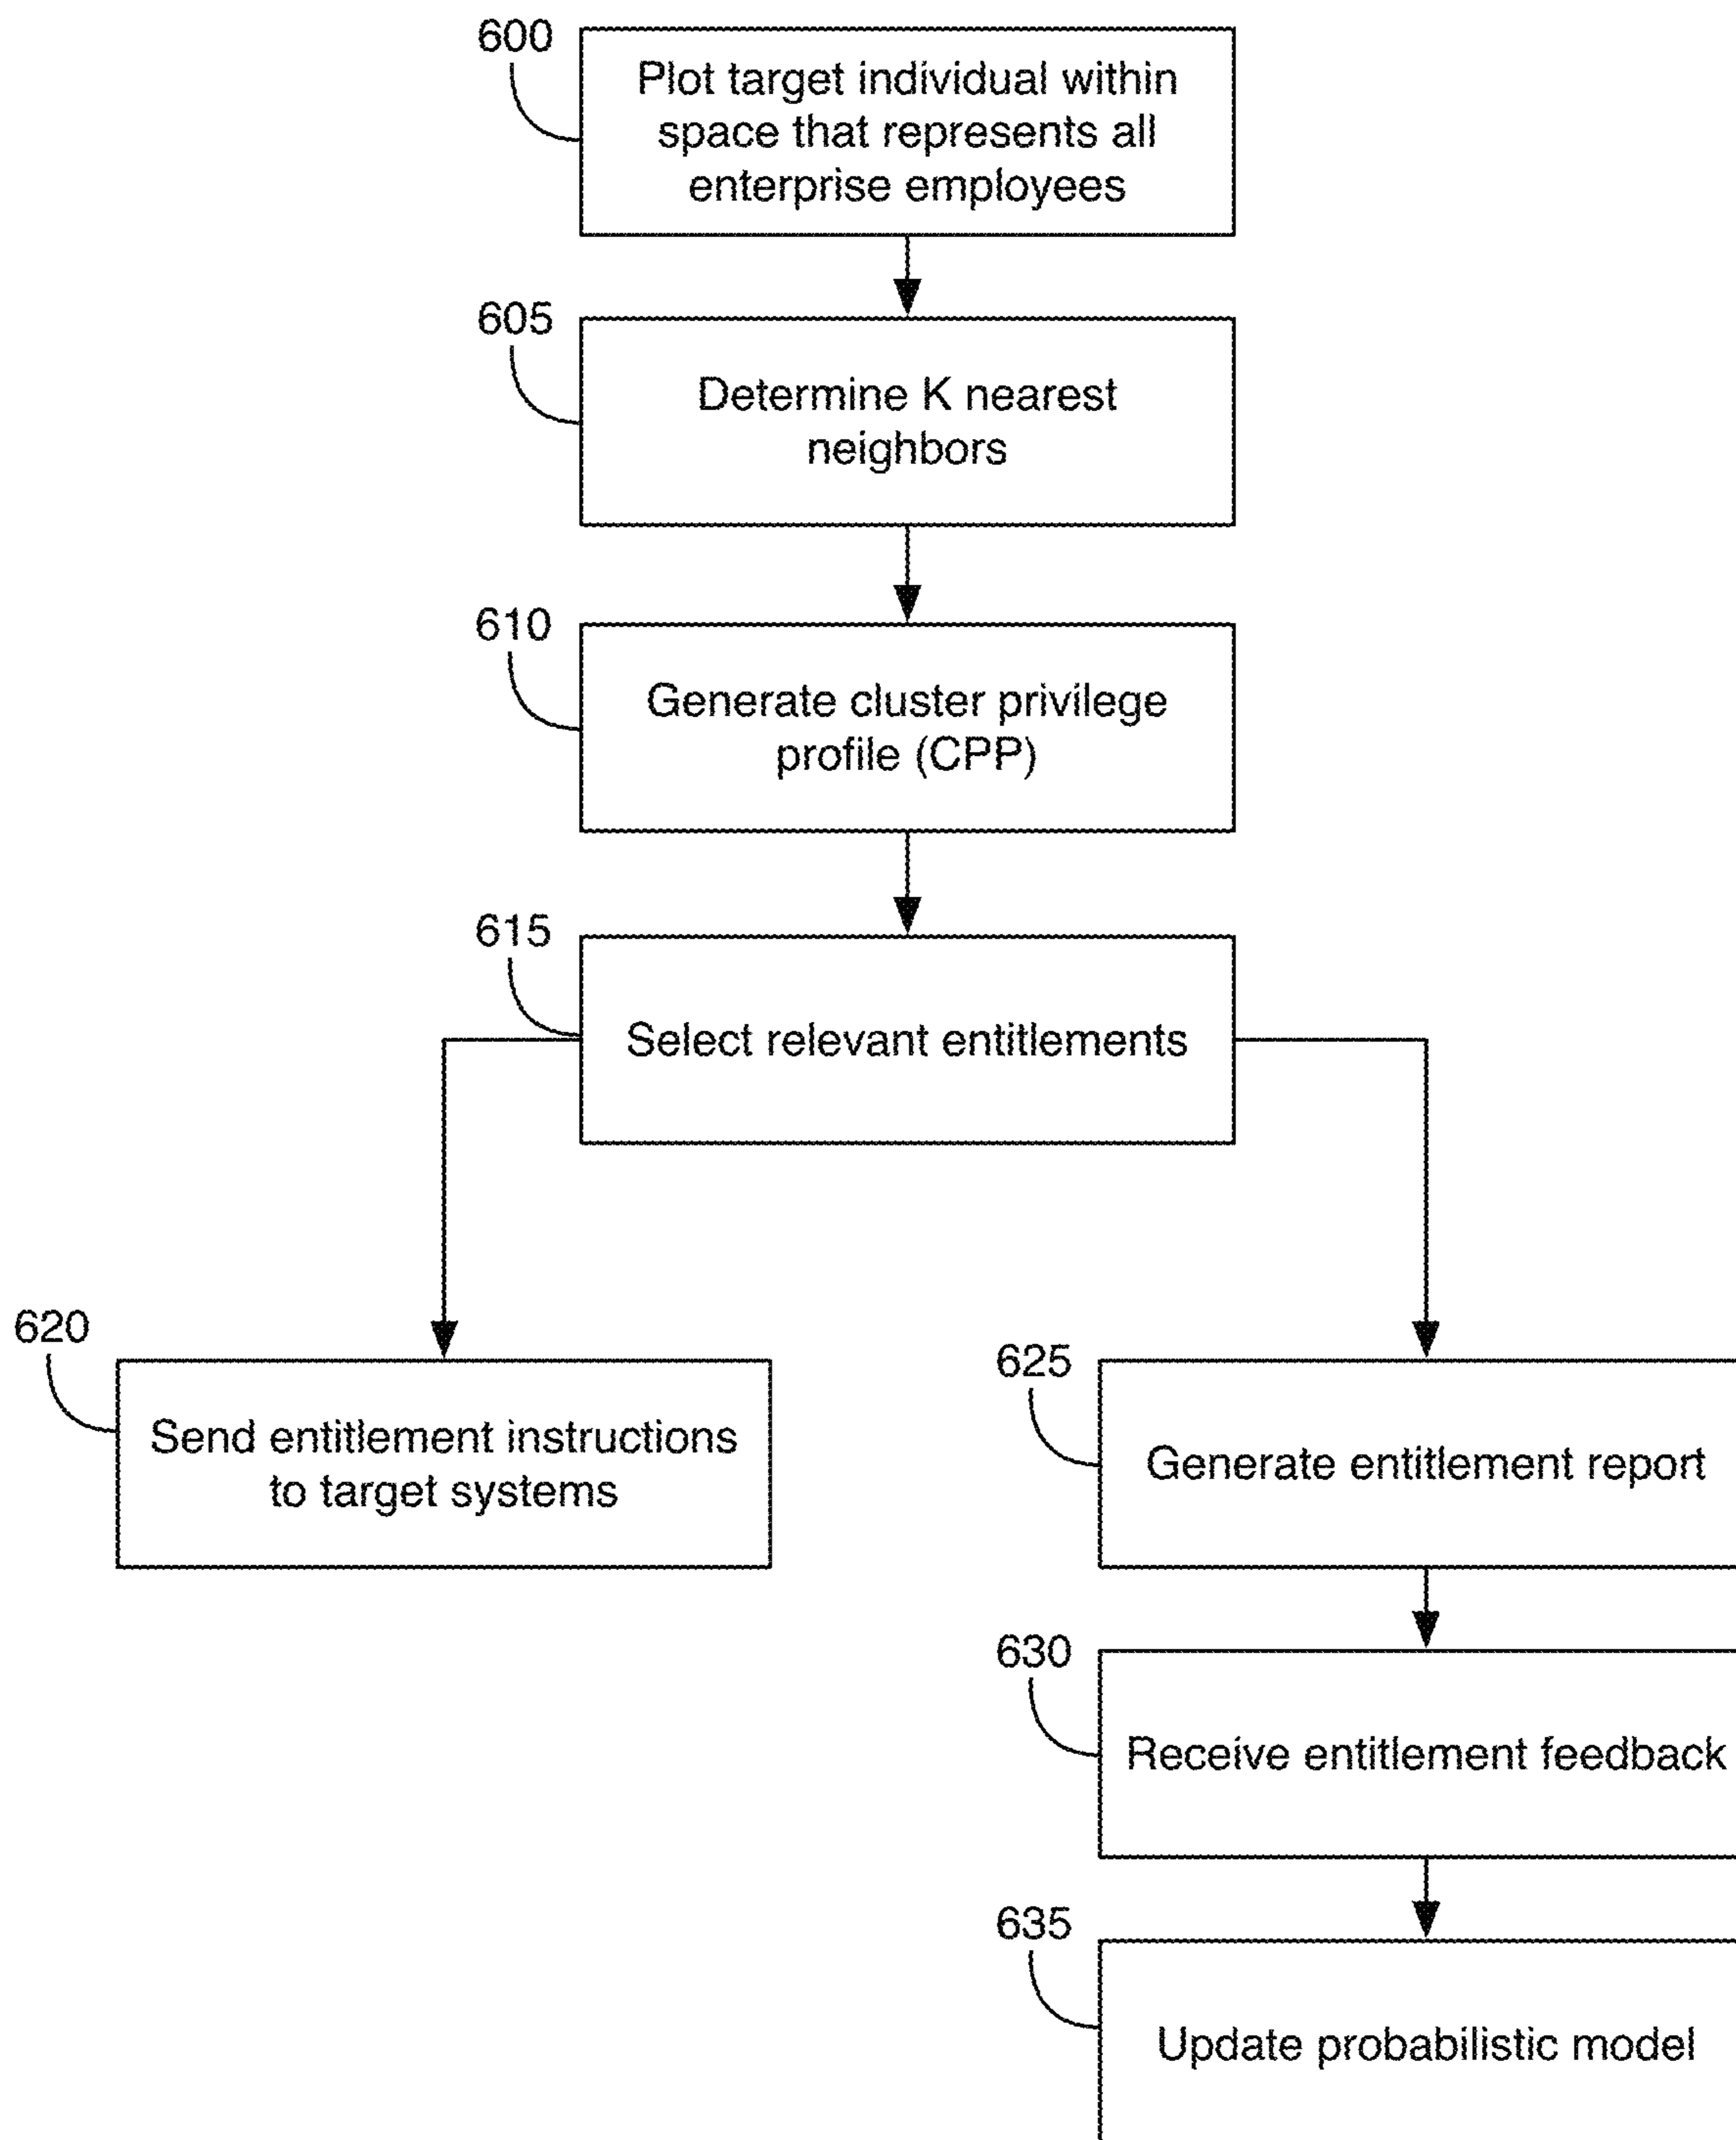 600
Plot target individual within
space that represents all
enterprise employees
605
Determine K nearest
neighbors
610
Generate cluster privilege
profile (CPP)
615
Select relevant entitlements
620
Send entitlement instructions
to target systems
625
Generate entitlement report
630
Receive entitlement feedback
635
Update probabilistic model